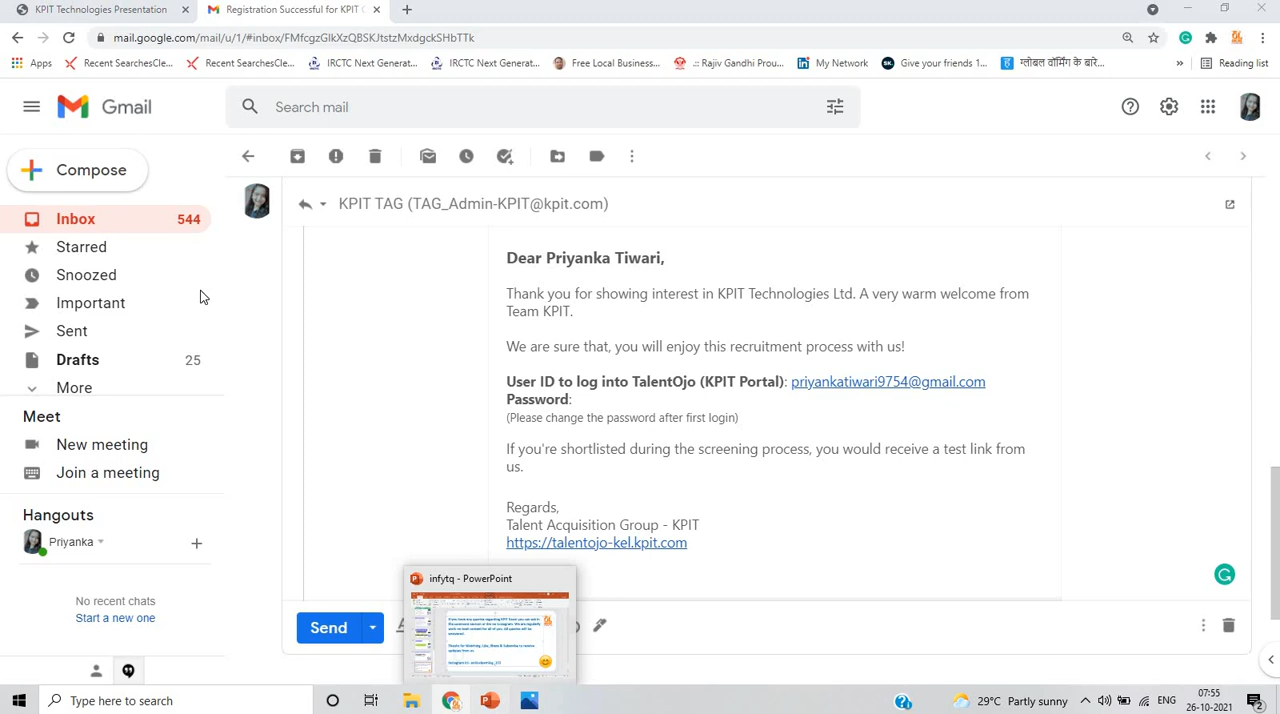 KPIT Technologies Presentation
Registration Successful for KPIT
mail.google.com/mail/u/1/#inbox/FMfcgzGlkXzQBSKJtstzMxdgckSHbTTk
Apps
Recent SearchesCle...
Recent SearchesCle...
IRCTC Next Generat...
IRCTC Next Generat...
Free Local Business...
.:: Rajiv Gandhi Prou...
My Network
Give your friends 1...
ग्लोबल वॉर्मिंग के बारे...
Reading list
Gmail
Search mail
Compose
Inbox 544
Starred
Snoozed
Important
Sent
Drafts 25
More
Meet
New meeting
Join a meeting
Hangouts
Priyanka
No recent chats
Start a new one
KPIT TAG (TAG_Admin-KPIT@kpit.com)
Dear Priyanka Tiwari,
Thank you for showing interest in KPIT Technologies Ltd. A very warm welcome from
Team KPIT.
We are sure that, you will enjoy this recruitment process with us!
User ID to log into TalentOjo (KPIT Portal): priyankatiwari9754@gmail.com
Password:
(Please change the password after first login)
If you're shortlisted during the screening process, you would receive a test link from
us.
Regards,
Talent Acquisition Group - KPIT
https://talentojo-kel.kpit.com
infytq - PowerPoint
Send
Type here to search
29°C Partly sunny
ENG
07:55
26-10-2021
2